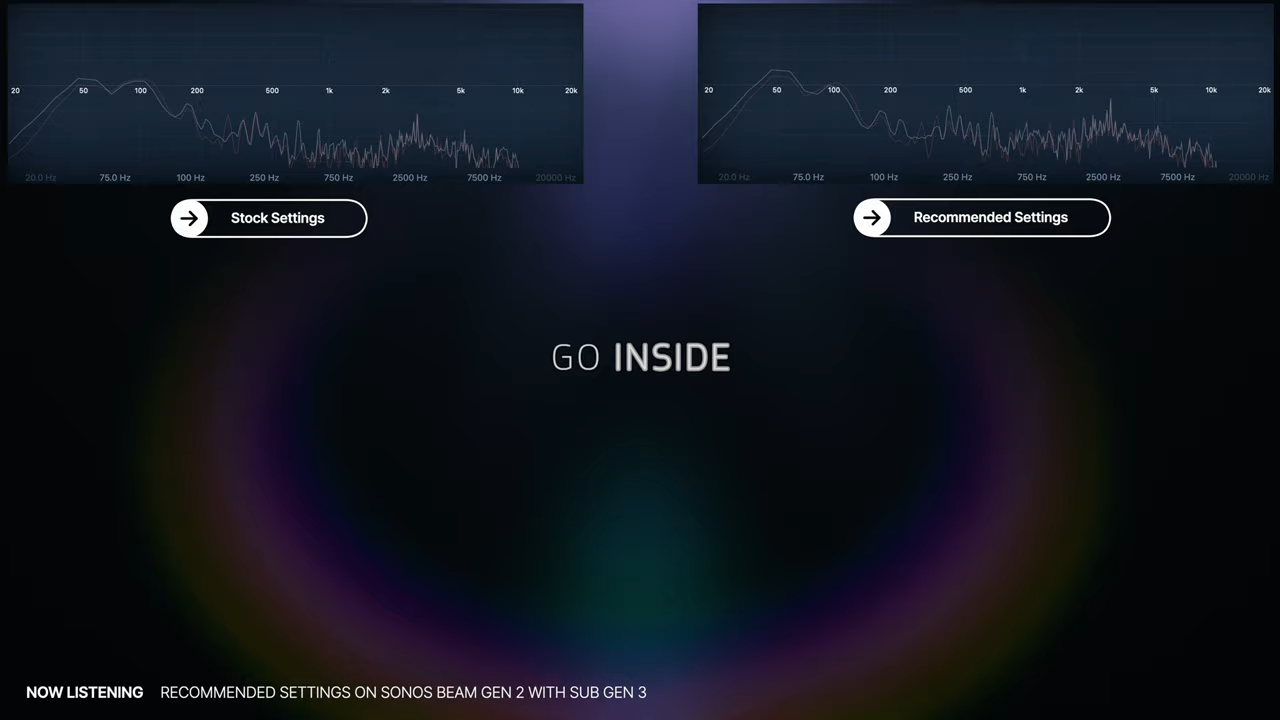 20 50 100 200 500 1k 2k 5k 10k 20k
20.0 Hz 75.0 Hz 100 Hz 250 Hz 750 Hz 2500 Hz 7500 Hz 20000 Hz
Stock Settings
20 50 100 200 500 1k 2k 5k 10k 20k
20.0 Hz 75.0 Hz 100 Hz 250 Hz 750 Hz 2500 Hz 7500 Hz 20000 Hz
Recommended Settings
GO INSIDE
NOW LISTENING RECOMMENDED SETTINGS ON SONOS BEAM GEN 2 WITH SUB GEN 3